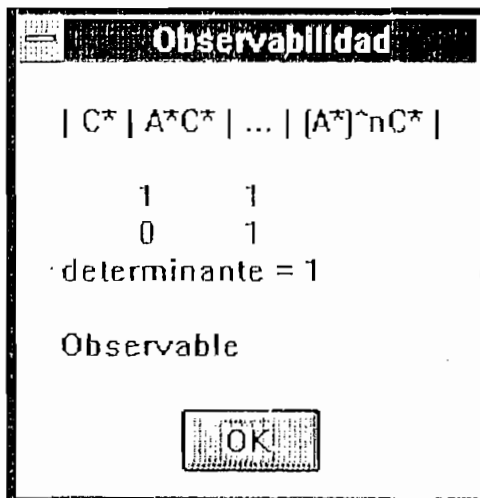 Observabilidad
| C* | A*C* | ... | (A*)^nC* |
1 1
0 1
determinante = 1
Observable
OK